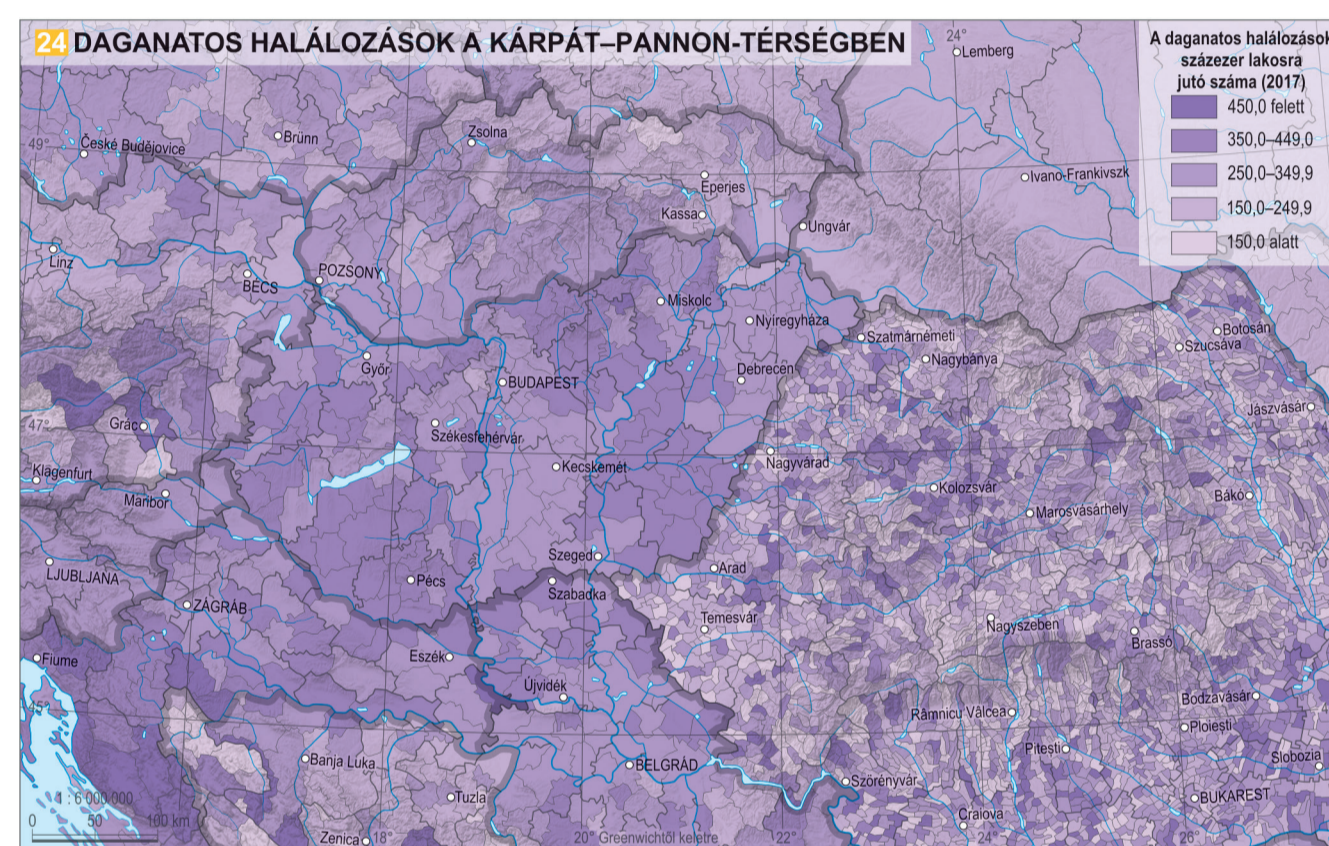 24 DAGANATOS HALÁLOZÁSOK A KÁRPÁT–PANNON-TÉRSÉGBEN
24°
Lemberg
A daganatos halálozások
százezer lakosra
jutó száma (2017)
450,0 felett
350,0–449,0
250,0–349,9
150,0–249,9
150,0 alatt
49°
České Budějovice
Brünn
Zsolna
Eperjes
Ivano-Frankivszk
Kassa
Ungvár
Linz
BÉCS
POZSONY
Miskolc
Nyíregyháza
Szatmárnémeti
Botosán
Szucsáva
Nagybánya
Győr
BUDAPEST
Debrecen
Jászvásár
47°
Grác
Székesfehérvár
Klagenfurt
Kecskemét
Nagyvárad
Maribor
Kolozsvár
Bákó
Marosvásárhely
Szeged
LJUBLJANA
Pécs
Szabadka
Arad
ZÁGRÁB
Temesvár
Nagyszeben
Brassó
Fiume
Eszék
Újvidék
Bodzavásár
45°
Râmnicu Vâlcea
Ploiești
Banja Luka
BELGRÁD
Pitești
Slobozia
Szörényvár
1 : 6 000 000
Tuzla
BUKAREST
0 50 100 km
Zenica
18°
20° Greenwichtől keletre
22°
Craiova
24°
26°